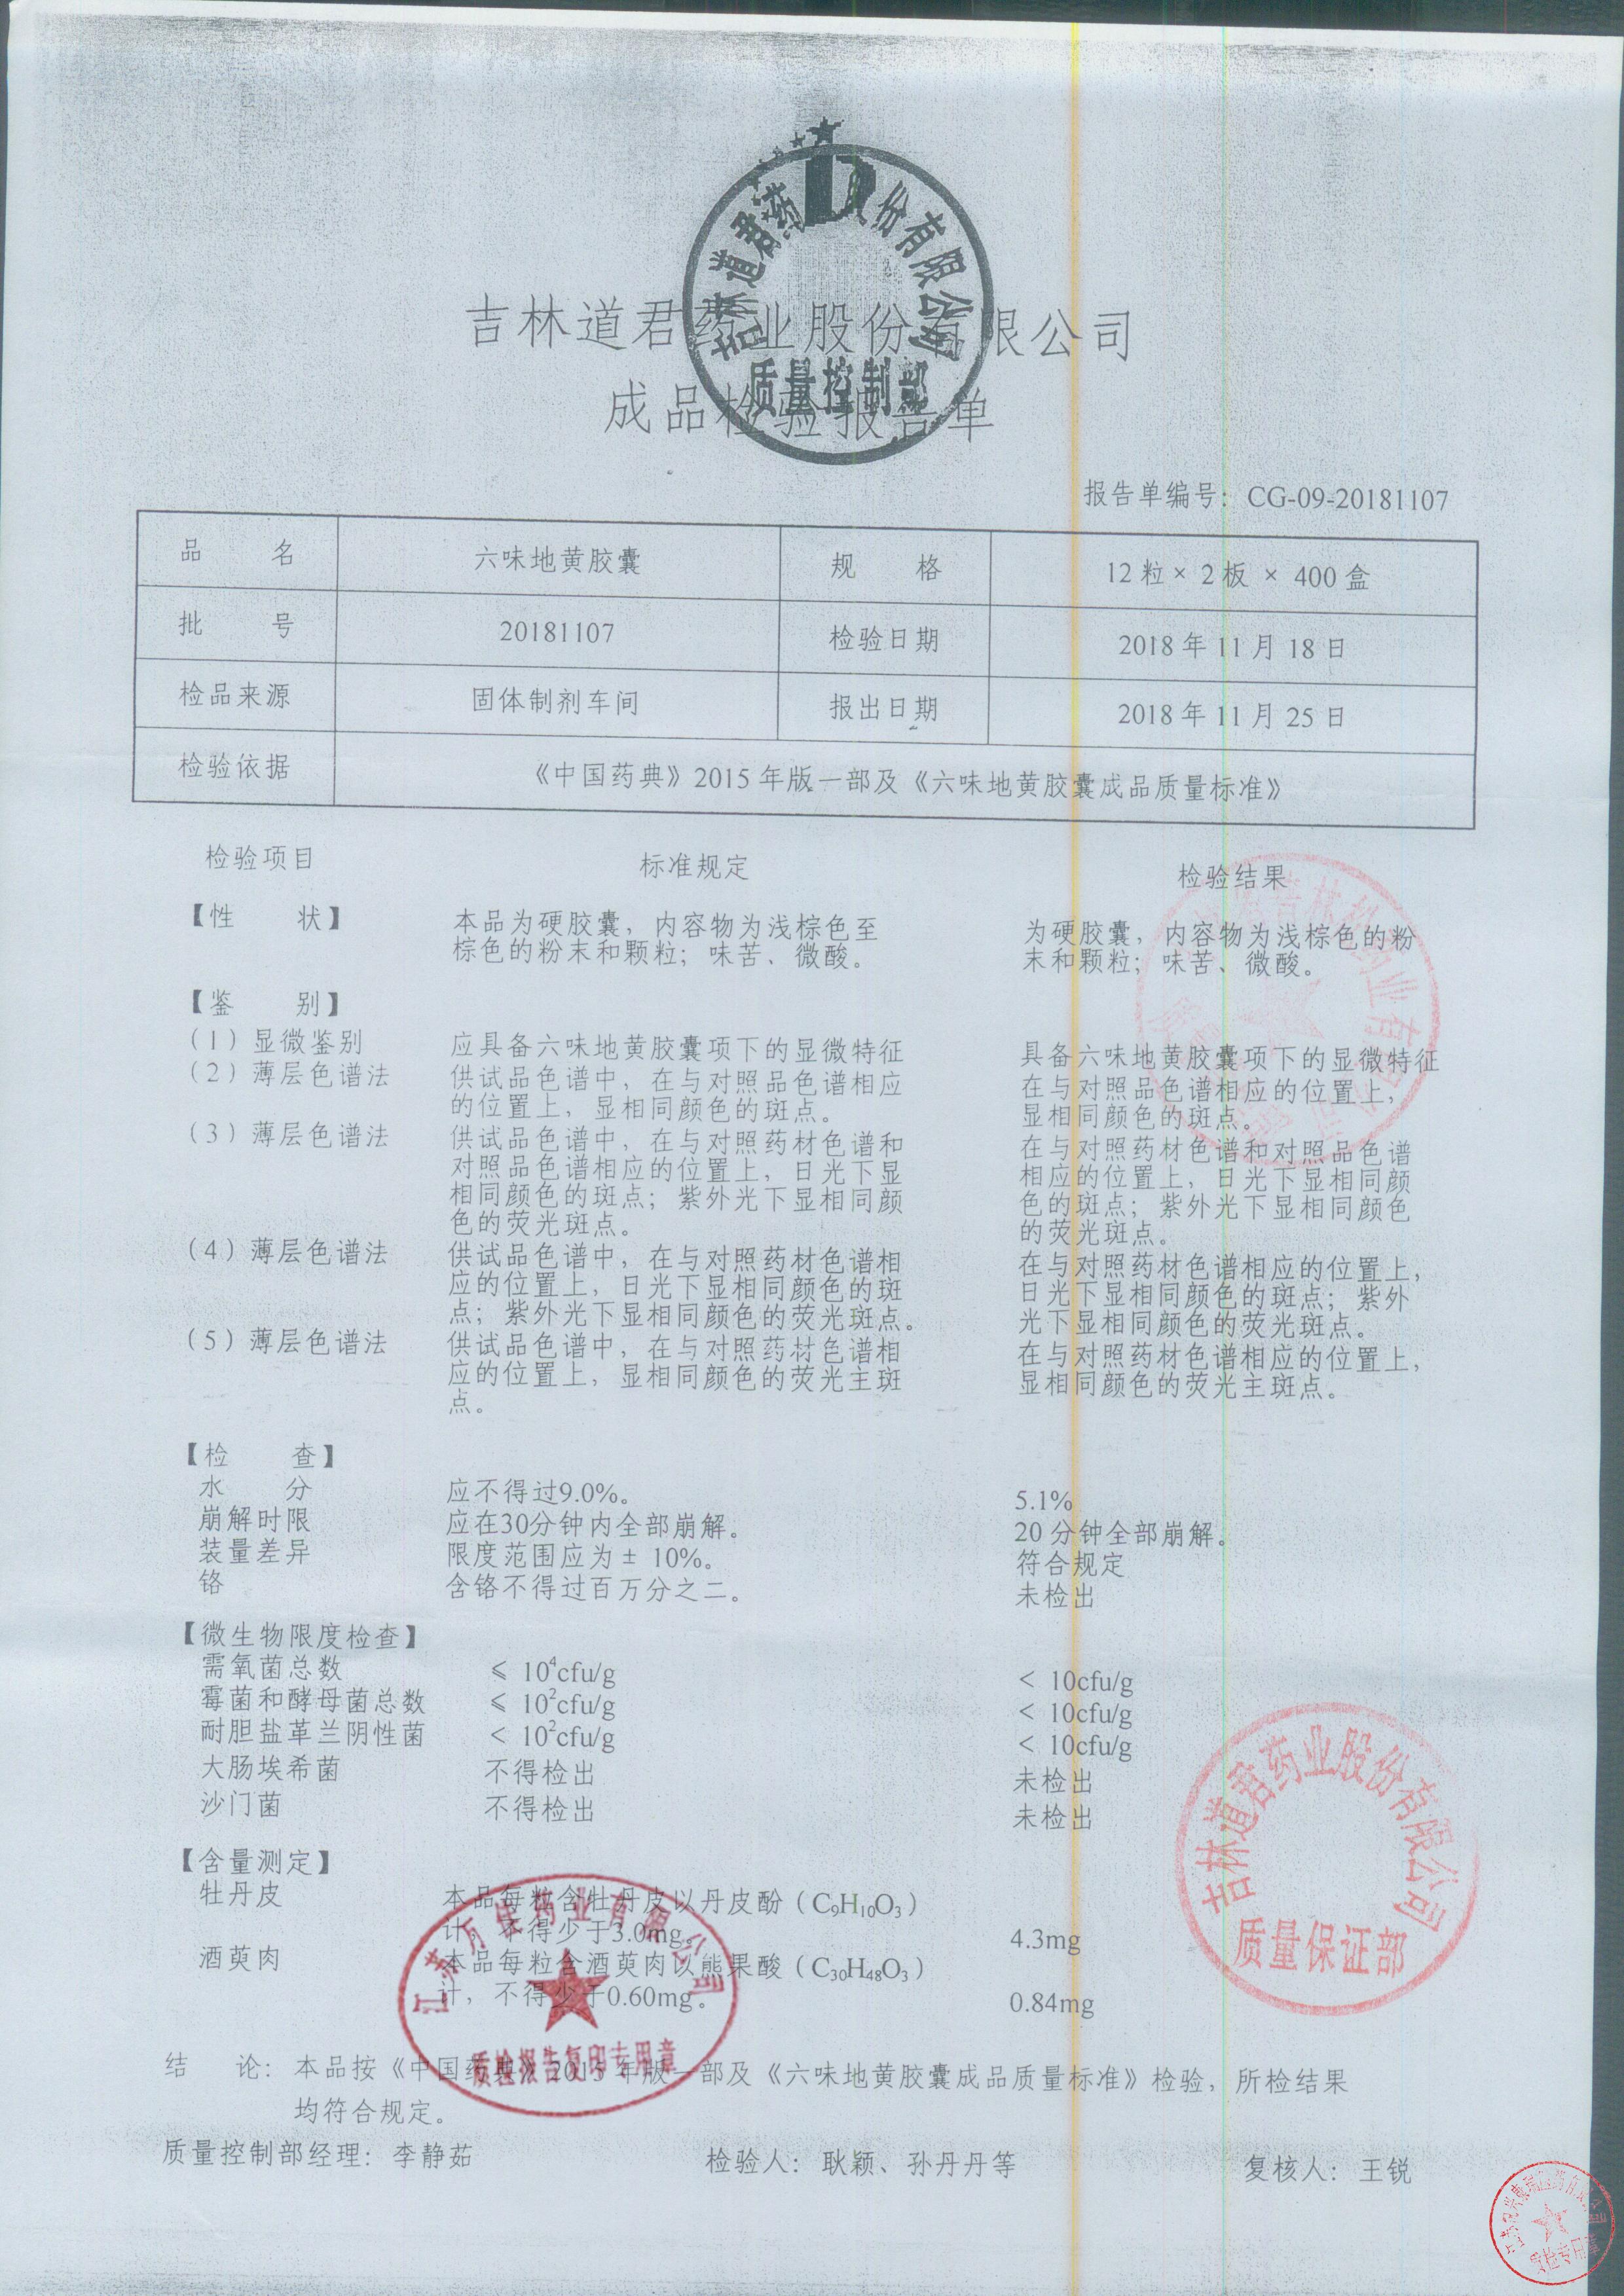 吉林道君药业股份有限公司
质量控制部
吉林道君药业股份有限公司
成品检验报告单
报告单编号：CG-09-20181107
品 名 六味地黄胶囊 规 格 12粒×2板×400盒
批 号 20181107 检验日期 2018年11月18日
检品来源 固体制剂车间 报出日期 2018年11月25日
检验依据 《中国药典》2015年版一部及《六味地黄胶囊成品质量标准》
检验项目 标准规定 检验结果
【性 状】 本品为硬胶囊，内容物为浅棕色至 为硬胶囊，内容物为浅棕色的粉
棕色的粉末和颗粒；味苦、微酸。 末和颗粒；味苦、微酸。
【鉴 别】
（1）显微鉴别 应具备六味地黄胶囊项下的显微特征 具备六味地黄胶囊项下的显微特征
（2）薄层色谱法 供试品色谱中，在与对照品色谱相应 在与对照品色谱相应的位置上，
的位置上，显相同颜色的斑点。 显相同颜色的斑点。
（3）薄层色谱法 供试品色谱中，在与对照药材色谱和 在与对照药材色谱和对照品色谱
对照品色谱相应的位置上，日光下显 相应的位置上，日光下显相同颜
相同颜色的斑点；紫外光下显相同颜 色的斑点；紫外光下显相同颜色
色的荧光斑点。 的荧光斑点。
（4）薄层色谱法 供试品色谱中，在与对照药材色谱相 在与对照药材色谱相应的位置上，
应的位置上，日光下显相同颜色的斑 日光下显相同颜色的斑点；紫外
点；紫外光下显相同颜色的荧光斑点。 光下显相同颜色的荧光斑点。
（5）薄层色谱法 供试品色谱中，在与对照药材色谱相 在与对照药材色谱相应的位置上，
应的位置上，显相同颜色的荧光主斑 显相同颜色的荧光主斑点。
点。
【检 查】
水 分 应不得过9.0%。 5.1%
崩解时限 应在30分钟内全部崩解。 20分钟全部崩解。
装量差异 限度范围应为± 10%。 符合规定
铬 含铬不得过百万分之二。 未检出
【微生物限度检查】
需氧菌总数 ≤ 10⁴cfu/g < 10cfu/g
霉菌和酵母菌总数 ≤ 10²cfu/g < 10cfu/g
耐胆盐革兰阴性菌 < 10²cfu/g < 10cfu/g
大肠埃希菌 不得检出 未检出
沙门菌 不得检出 未检出
吉林道君药业股份有限公司
质量保证部
【含量测定】
牡丹皮 本品每粒含牡丹皮以丹皮酚（C₉H₁₀O₃）
计，不得少于3.0mg。 4.3mg
酒萸肉 本品每粒含酒萸肉以熊果酸（C₃₀H₄₈O₃）
计，不得少于0.60mg。 0.84mg
药业有限公司
质检报告复印专用章
结 论：本品按《中国药典》2015年版一部及《六味地黄胶囊成品质量标准》检验，所检结果
均符合规定。
质量控制部经理：李静茹 检验人：耿颖、孙丹丹等 复核人：王锐
质检专用章